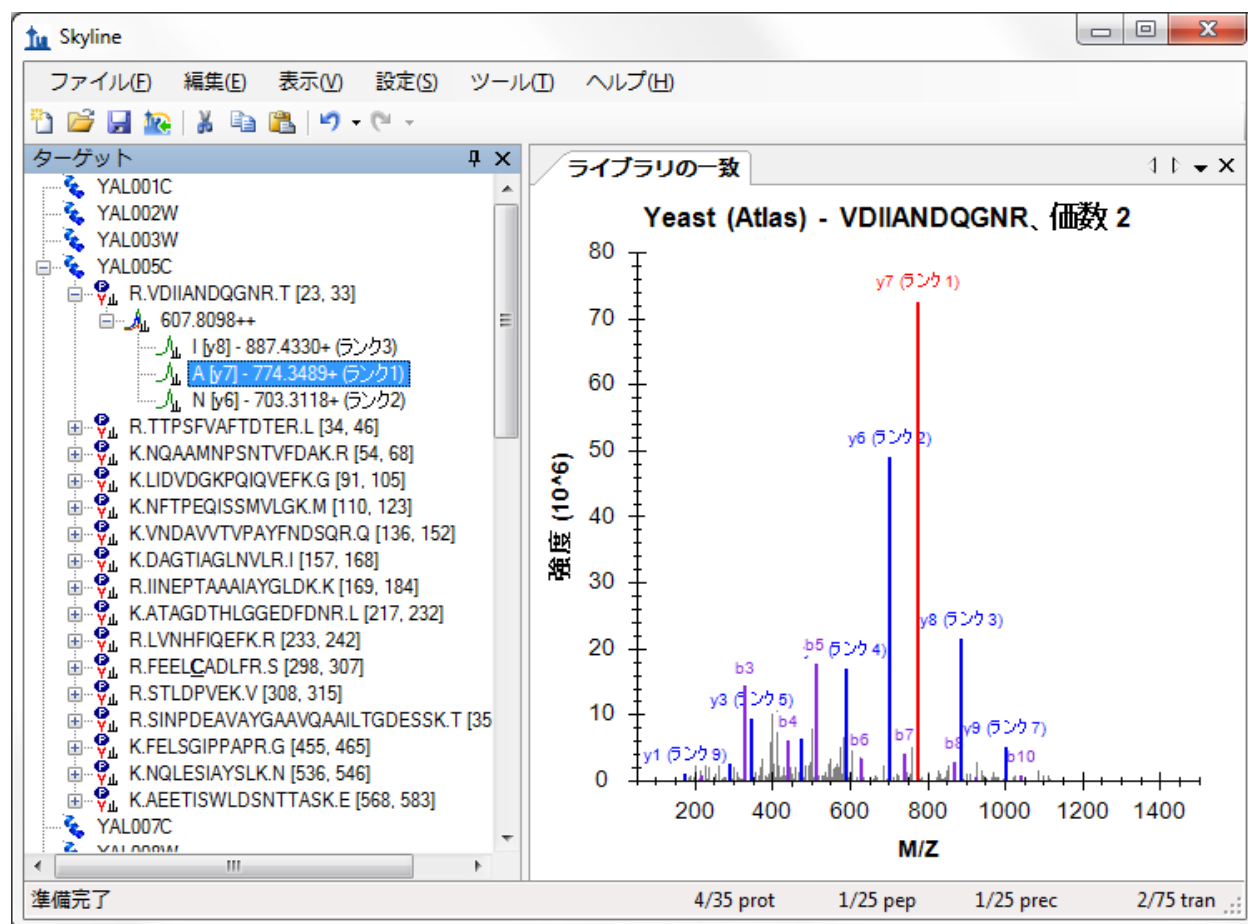 Skyline
ファイル(F) 編集(E) 表示(V) 設定(S) ツール(T) ヘルプ(H)
ターゲット
YAL001C
YAL002W
YAL003W
YAL005C
R.VDIIANDQGNR.T [23, 33]
607.8098++
I [y8] - 887.4330+ (ランク3)
A [y7] - 774.3489+ (ランク1)
N [y6] - 703.3118+ (ランク2)
R.TTPSFVAFTDTER.L [34, 46]
K.NQAAMNPSNTVFDAK.R [54, 68]
K.LIDVDGKPQIQVEFK.G [91, 105]
K.NFTPEQISSMVLGK.M [110, 123]
K.VNDAVVTVPAYFNDSQR.Q [136, 152]
K.DAGTIAGLNVLR.I [157, 168]
R.IINEPTAAAIAYGLDK.K [169, 184]
K.ATAGDTHLGGEDFDNR.L [217, 232]
R.LVNHFIQEFK.R [233, 242]
R.FEELCADLFR.S [298, 307]
R.STLDPVEK.V [308, 315]
R.SINPDEAVAYGAAVQAAILTGDESSK.T [35
K.FELSGIPPAPR.G [455, 465]
K.NQLESIAYSLK.N [536, 546]
K.AEETISWLDSNTTASK.E [568, 583]
YAL007C
YAL008W
ライブラリの一致
Yeast (Atlas) - VDIIANDQGNR、価数 2
強度 (10^6)
80
70
60
50
40
30
20
10
0
y7 (ランク 1)
y6 (ランク 2)
y8 (ランク 3)
b5 (ランク 4)
b3
y3 (ランク 5)
b4
y9 (ランク 7)
y1 (ランク 9)
b6
b7
b8
b10
200 400 600 800 1000 1200 1400
M/Z
準備完了 4/35 prot 1/25 pep 1/25 prec 2/75 tran